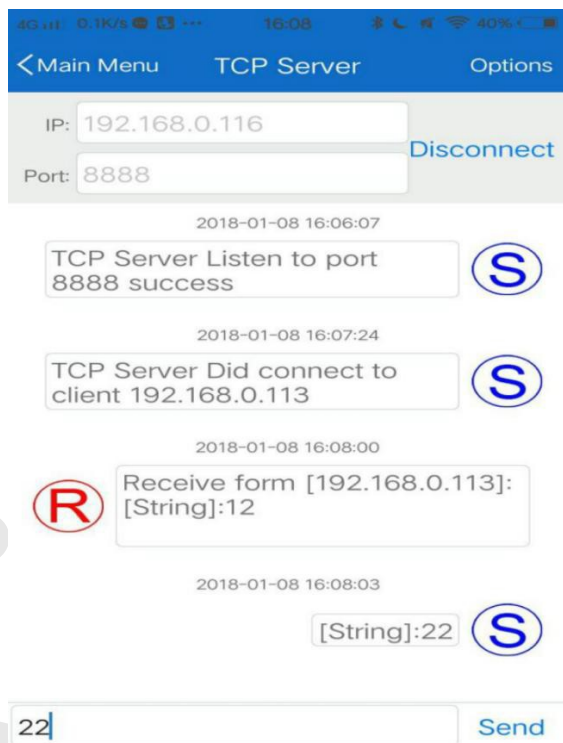 4G 0.1K/s ··· 16:08 40%
Main Menu TCP Server Options
IP: 192.168.0.116
Disconnect
Port: 8888
2018-01-08 16:06:07
TCP Server Listen to port
8888 success
S
2018-01-08 16:07:24
TCP Server Did connect to
client 192.168.0.113
S
2018-01-08 16:08:00
R
Receive form [192.168.0.113]:
[String]:12
2018-01-08 16:08:03
[String]:22
S
22
Send